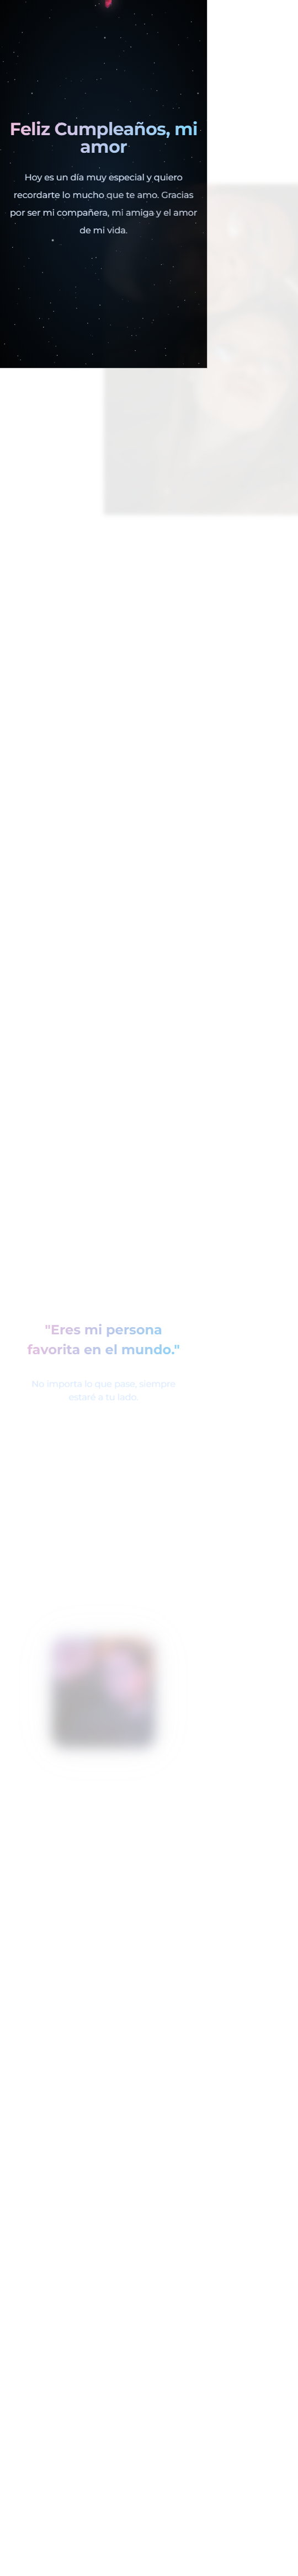 Feliz Cumpleaños, mi
amor
Hoy es un día muy especial y quiero
recordarte lo mucho que te amo. Gracias
por ser mi compañera, mi amiga y el amor
de mi vida.
"Eres mi persona
favorita en el mundo."
No importa lo que pase, siempre
estaré a tu lado.